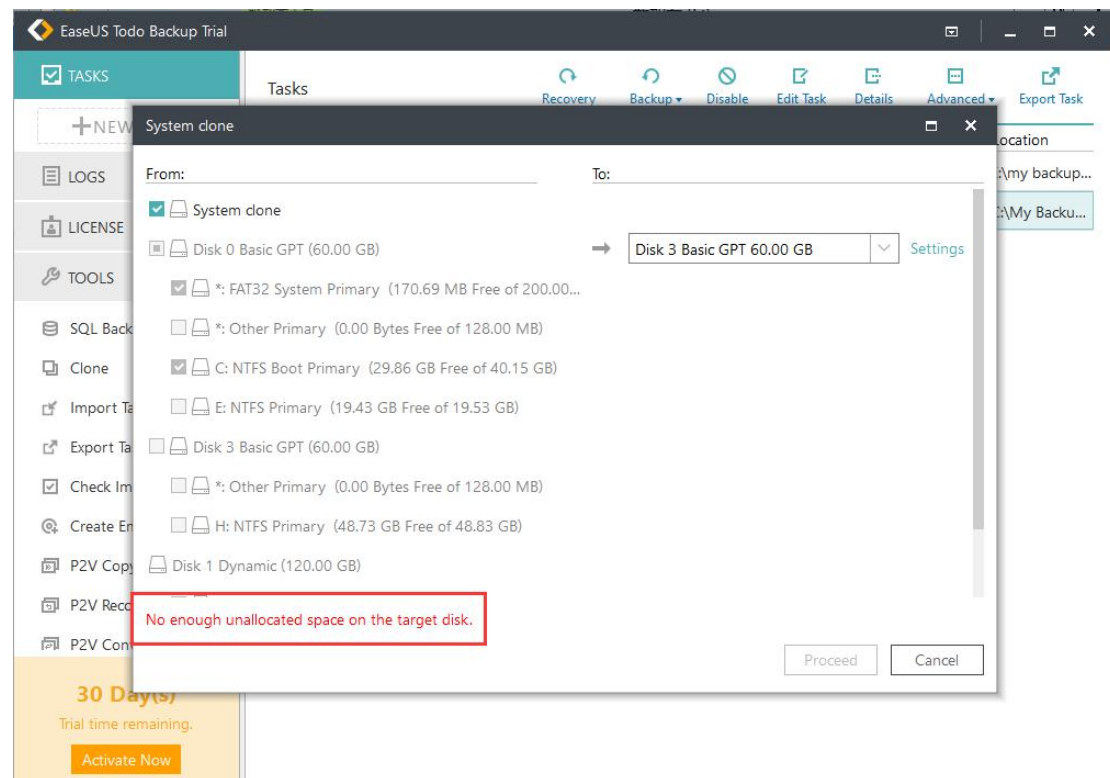 EaseUS Todo Backup Trial
TASKS
Tasks
Recovery
Backup
Disable
Edit Task
Details
Advanced
Export Task
NEW
System clone
LOGS
LICENSE
TOOLS
SQL Back
Clone
Import Ta
Export Ta
Check Im
Create En
P2V Copy
P2V Reco
P2V Con
From:
To:
System clone
Disk 0 Basic GPT (60.00 GB)
Disk 3 Basic GPT 60.00 GB
Settings
*: FAT32 System Primary (170.69 MB Free of 200.00...
*: Other Primary (0.00 Bytes Free of 128.00 MB)
C: NTFS Boot Primary (29.86 GB Free of 40.15 GB)
E: NTFS Primary (19.43 GB Free of 19.53 GB)
Disk 3 Basic GPT (60.00 GB)
*: Other Primary (0.00 Bytes Free of 128.00 MB)
H: NTFS Primary (48.73 GB Free of 48.83 GB)
Disk 1 Dynamic (120.00 GB)
No enough unallocated space on the target disk.
Proceed
Cancel
ocation
:\my backup...
:\My Backu...
30 Day(s)
Trial time remaining.
Activate Now